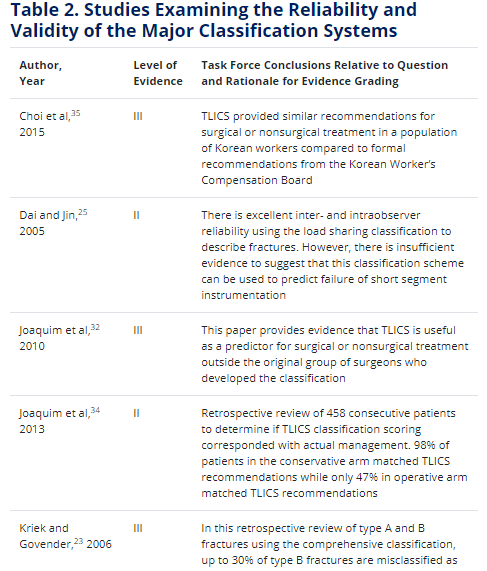 Table 2. Studies Examining the Reliability and
Validity of the Major Classification Systems
Author,
Year
Level of
Evidence
Task Force Conclusions Relative to Question
and Rationale for Evidence Grading
Choi et al,35
2015
III
TLICS provided similar recommendations for
surgical or nonsurgical treatment in a population
of Korean workers compared to formal
recommendations from the Korean Worker's
Compensation Board
Dai and Jin,25
2005
II
There is excellent inter- and intraobserver
reliability using the load sharing classification to
describe fractures. However, there is insufficient
evidence to suggest that this classification scheme
can be used to predict failure of short segment
instrumentation
Joaquim et al,32
2010
III
This paper provides evidence that TLICS is useful
as a predictor for surgical or nonsurgical treatment
outside the original group of surgeons who
developed the classification
Joaquim et al,34
2013
II
Retrospective review of 458 consecutive patients
to determine if TLICS classification scoring
corresponded with actual management. 98% of
patients in the conservative arm matched TLICS
recommendations while only 47% in operative arm
matched TLICS recommendations
Kriek and
Govender,23 2006
III
In this retrospective review of type A and B
fractures using the comprehensive classification,
up to 30% of type B fractures are misclassified as